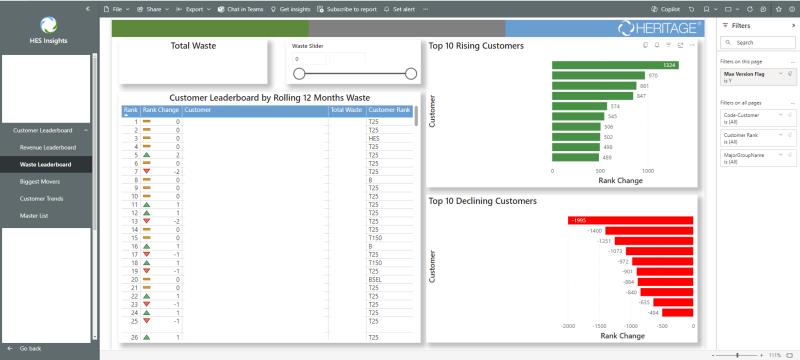 File
Share
Export
Chat in Teams
Get insights
Subscribe to report
Set alert
Copilot
HES Insights
Customer Leaderboard
Revenue Leaderboard
Waste Leaderboard
Biggest Movers
Customer Trends
Master List
Go back
HERITAGE
Total Waste
Waste Slider
0
Customer Leaderboard by Rolling 12 Months Waste
Rank Rank Change Customer Total Waste Customer Rank
1 0 T25
2 0 T25
3 0 HES
4 0 T25
5 2 T25
6 0 T25
7 -2 T25
8 0 B
9 0 T25
10 0 T25
11 1 T25
12 1 T25
13 -2 T25
14 0 T25
15 0 T150
16 1 B
17 -1 T25
18 1 T150
19 -1 T25
20 0 BSEL
21 0 T25
22 1 T25
23 -1 T25
24 1 T25
25 -1 T25
26 1 T25
Top 10 Rising Customers
Customer
1324
970
881
847
574
545
506
502
498
489
0 500 1000
Rank Change
Top 10 Declining Customers
Customer
-1995
-1400
-1251
-1073
-972
-901
-884
-840
-635
-494
-2000 -1500 -1000 -500 0
Rank Change
Filters
Search
Filters on this page
Max Version Flag
is Y
Filters on all pages
Code-Customer
is (All)
Customer Rank
is (All)
MajorGroupName
is (All)
111%